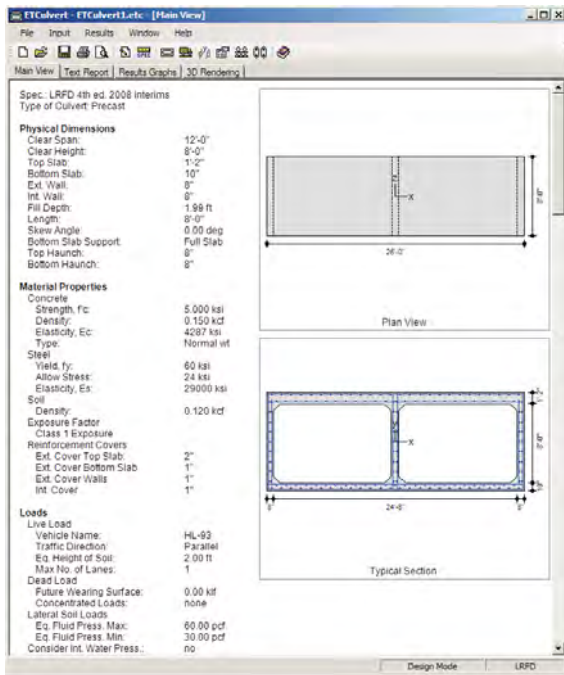 ETCulvert - ETCulvert1.etc - [Main View]
File Input Results Window Help
Main View Text Report Results Graphs 3D Rendering
Spec.: LRFD 4th ed. 2008 interims
Type of Culvert: Precast
Physical Dimensions
Clear Span: 12'-0"
Clear Height: 8'-0"
Top Slab: 1'-2"
Bottom Slab: 10"
Ext. Wall: 8"
Int. Wall: 8"
Fill Depth: 1.99 ft
Length: 8'-0"
Skew Angle: 0.00 deg
Bottom Slab Support: Full Slab
Top Haunch: 8"
Bottom Haunch: 8"
Material Properties
Concrete
Strength, f'c: 5.000 ksi
Density: 0.150 kcf
Elasticity, Ec: 4287 ksi
Type: Normal wt
Steel
Yield, fy: 60 ksi
Allow Stress: 24 ksi
Elasticity, Es: 29000 ksi
Soil
Density: 0.120 kcf
Exposure Factor
Class 1 Exposure
Reinforcement Covers
Ext. Cover Top Slab: 2"
Ext. Cover Bottom Slab 1"
Ext. Cover Walls 1"
Int. Cover 1"
Loads
Live Load
Vehicle Name: HL-93
Traffic Direction: Parallel
Eq. Height of Soil: 2.00 ft
Max No. of Lanes: 1
Dead Load
Future Wearing Surface: 0.00 klf
Concentrated Loads: none
Lateral Soil Loads
Eq. Fluid Press. Max: 60.00 pcf
Eq. Fluid Press. Min: 30.00 pcf
Consider Int. Water Press.: no
X
26'-0"
Plan View
X
8"
24'-8"
8"
Typical Section
Design Mode LRFD